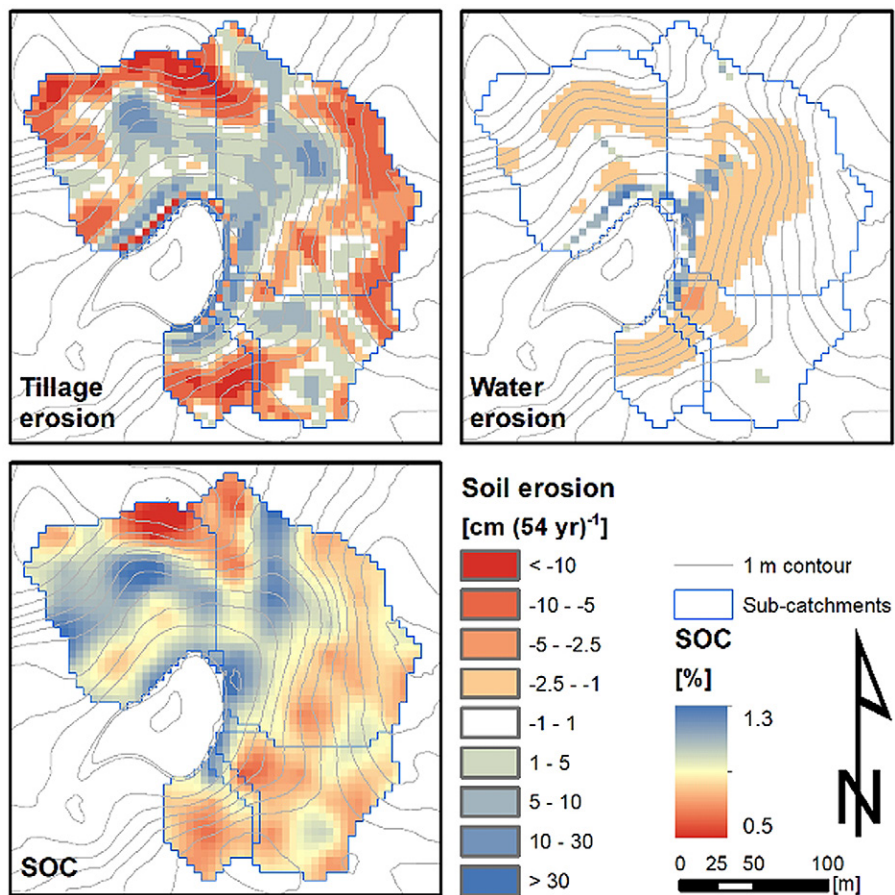 Tillage
erosion
Water
erosion
SOC
Soil erosion
[cm (54 yr)-1]
< -10
-10 - -5
-5 - -2.5
-2.5 - -1
-1 - 1
1 - 5
5 - 10
10 - 30
> 30
1 m contour
Sub-catchments
SOC
[%]
1.3
0.5
N
0 25 50 100
[m]